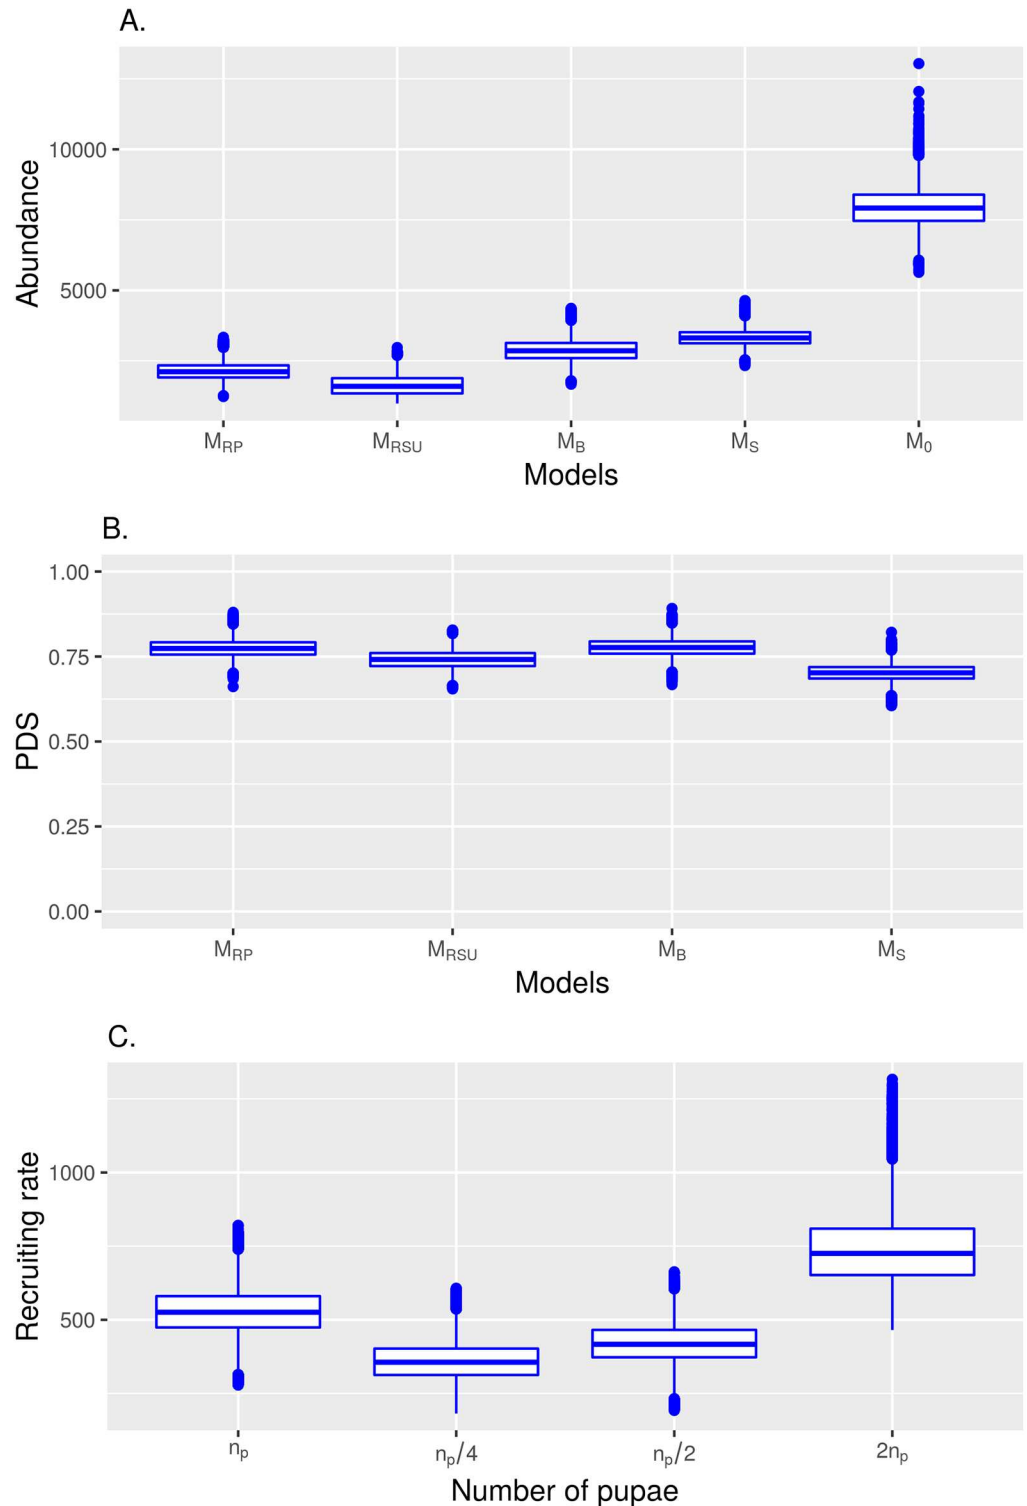 A.
Abundance
10000
5000
M_RP M_RSU M_B M_S M_0
Models
B.
PDS
1.00
0.75
0.50
0.25
0.00
M_RP M_RSU M_B M_S
Models
C.
Recruiting rate
1000
500
n_p n_p/4 n_p/2 2n_p
Number of pupae